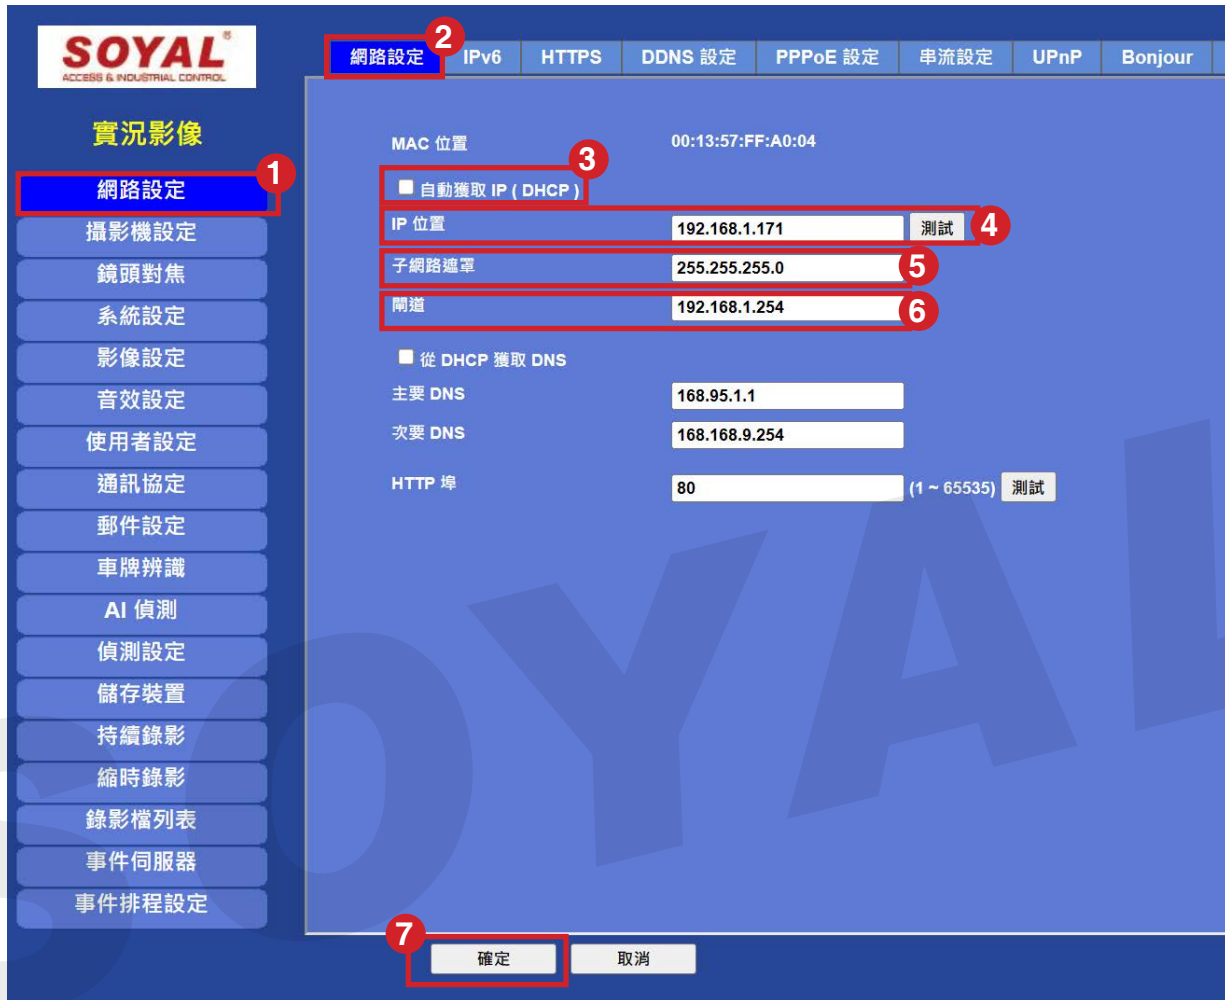 SOYAL®
ACCESS & INDUSTRIAL CONTROL
實況影像
1
網路設定
攝影機設定
鏡頭對焦
系統設定
影像設定
音效設定
使用者設定
通訊協定
郵件設定
車牌辨識
AI 偵測
偵測設定
儲存裝置
持續錄影
縮時錄影
錄影檔列表
事件伺服器
事件排程設定
2
網路設定 IPv6 HTTPS DDNS 設定 PPPoE 設定 串流設定 UPnP Bonjour
MAC 位置 00:13:57:FF:A0:04
3
自動獲取 IP ( DHCP )
IP 位置 192.168.1.171 測試 4
子網路遮罩 255.255.255.0 5
閘道 192.168.1.254 6
從 DHCP 獲取 DNS
主要 DNS 168.95.1.1
次要 DNS 168.168.9.254
HTTP 埠 80 (1 ~ 65535) 測試
7
確定 取消
SOYAL